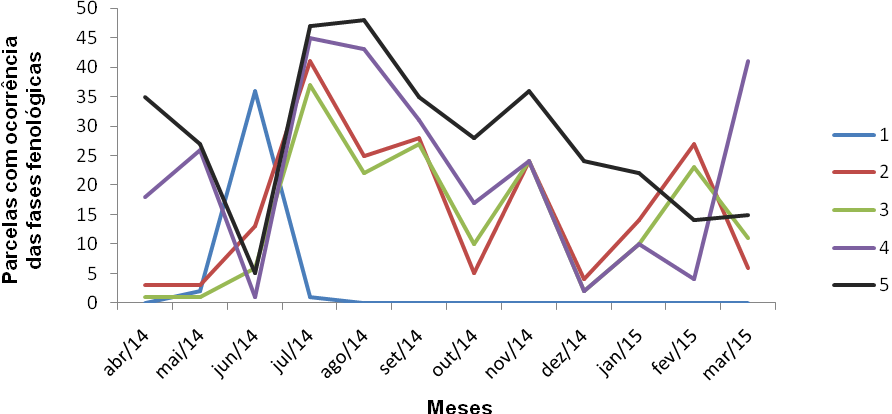 Parcelas com ocorrência
das fases fenológicas
50
45
40
35
30
25
20
15
10
5
0
abr/14
mai/14
jun/14
jul/14
ago/14
set/14
out/14
nov/14
dez/14
jan/15
fev/15
mar/15
Meses
1
2
3
4
5